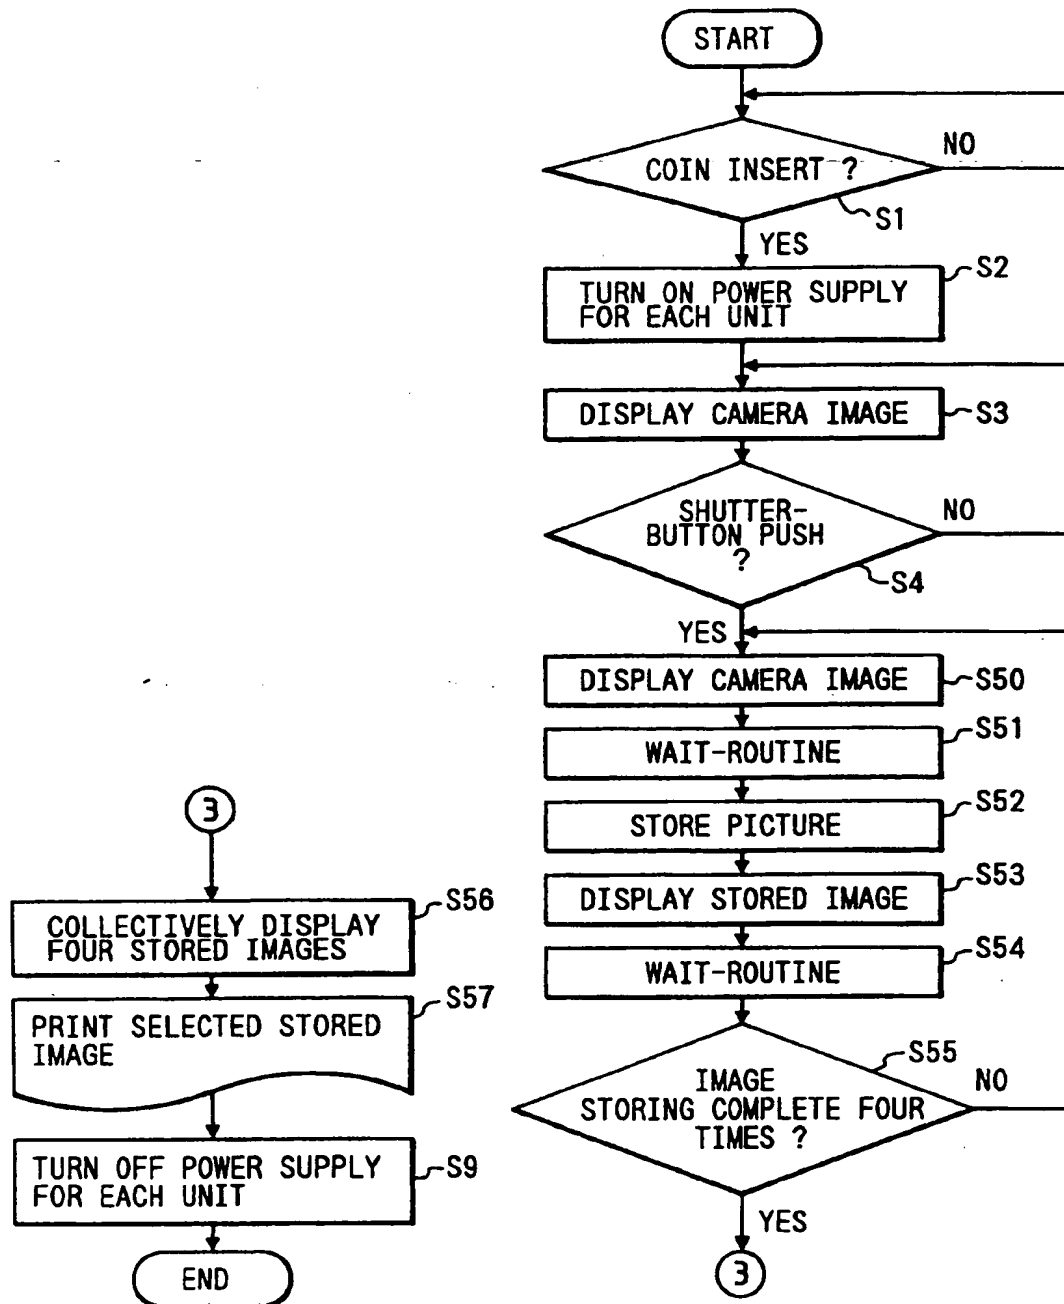 START
COIN INSERT ?
NO
S1
YES
S2
TURN ON POWER SUPPLY
FOR EACH UNIT
DISPLAY CAMERA IMAGE
S3
SHUTTER-
BUTTON PUSH
?
NO
S4
YES
DISPLAY CAMERA IMAGE
S50
WAIT-ROUTINE
S51
STORE PICTURE
S52
DISPLAY STORED IMAGE
S53
WAIT-ROUTINE
S54
IMAGE
STORING COMPLETE FOUR
TIMES ?
S55
NO
YES
3
3
COLLECTIVELY DISPLAY
FOUR STORED IMAGES
S56
PRINT SELECTED STORED
IMAGE
S57
TURN OFF POWER SUPPLY
FOR EACH UNIT
S9
END